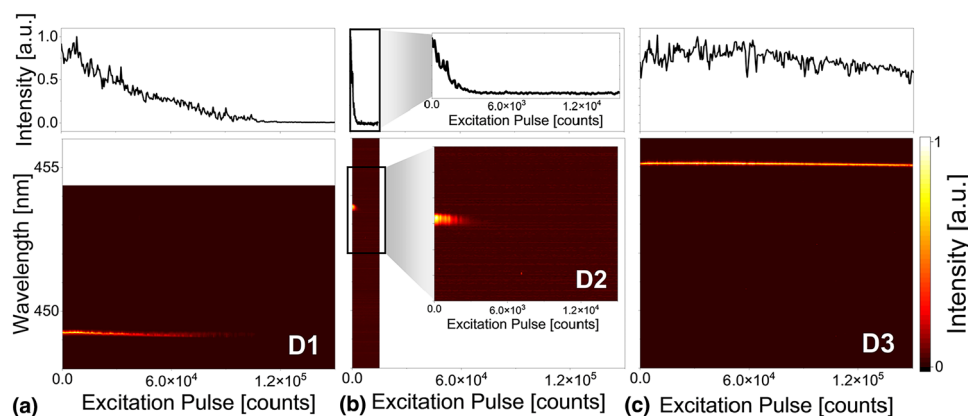 Intensity [a.u.]
1.0
0.5
0.0
0.0
6.0×10³
1.2×10⁴
Excitation Pulse [counts]
Wavelength [nm]
455
450
D1
D2
0.0
6.0×10³
1.2×10⁴
Excitation Pulse [counts]
D3
1
0
Intensity [a.u.]
0.0
6.0×10⁴
1.2×10⁵
0.0
6.0×10⁴
1.2×10⁵
0.0
6.0×10⁴
1.2×10⁵
(a) Excitation Pulse [counts]
(b) Excitation Pulse [counts]
(c) Excitation Pulse [counts]